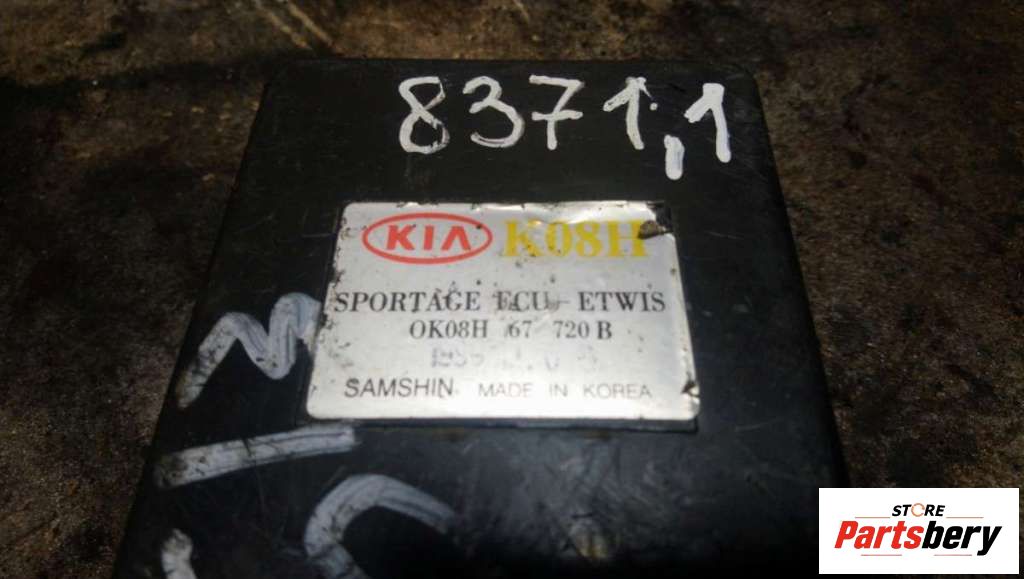 8371,1
KIA K08H
SPORTAGE ECU-ETWIS
OK08H 67 720 B
SAMSHIN MADE IN KOREA
STORE
Partsbery